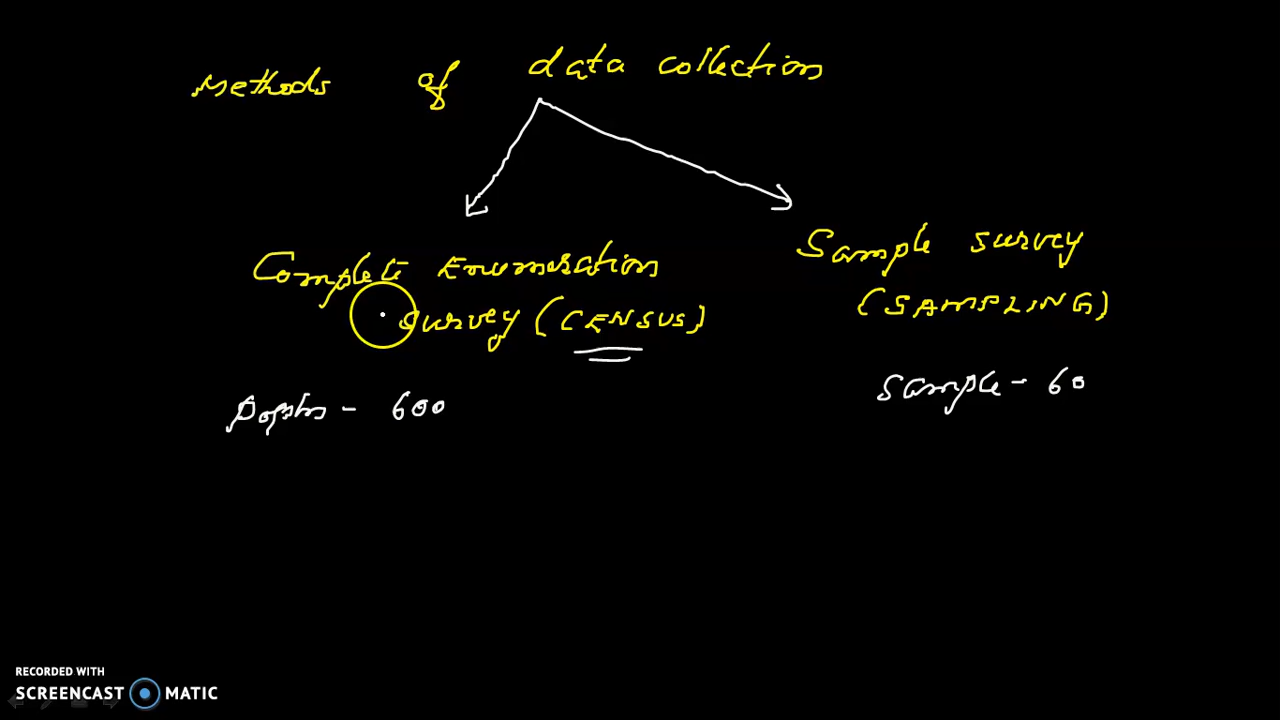 Methods of data collection
Complete Enumeration
Survey (CENSUS)
Sample survey
(SAMPLING)
Popln - 600
Sample - 60
RECORDED WITH
SCREENCAST MATIC